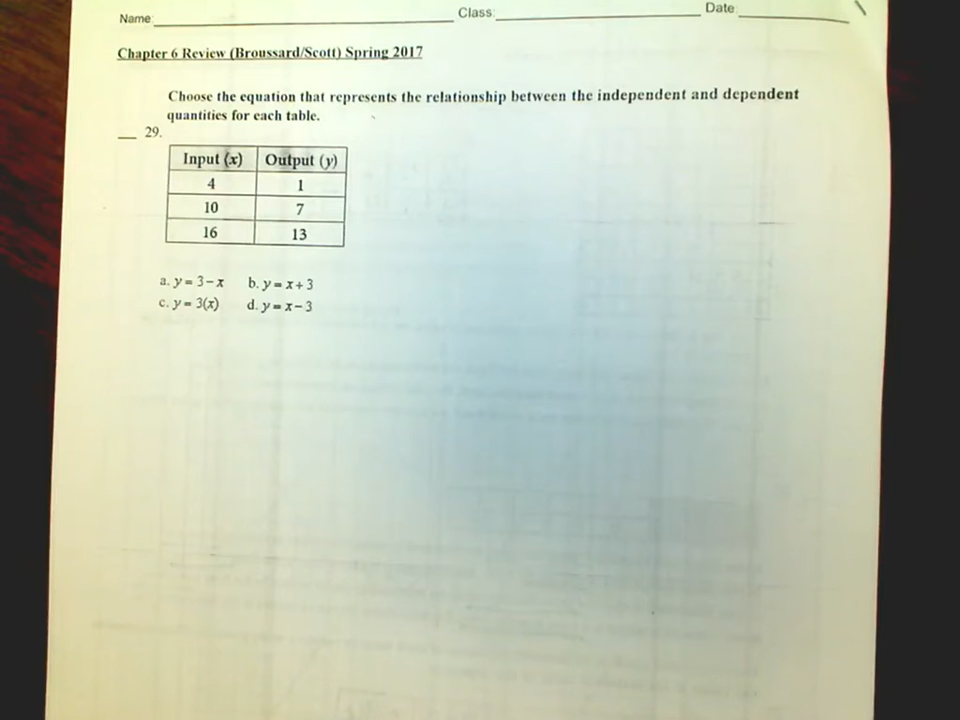 Name: Class: Date:
Chapter 6 Review (Broussard/Scott) Spring 2017
Choose the equation that represents the relationship between the independent and dependent
quantities for each table.
29.
Input (x) Output (y)
4 1
10 7
16 13
a. y = 3 - x b. y = x + 3
c. y = 3(x) d. y = x - 3